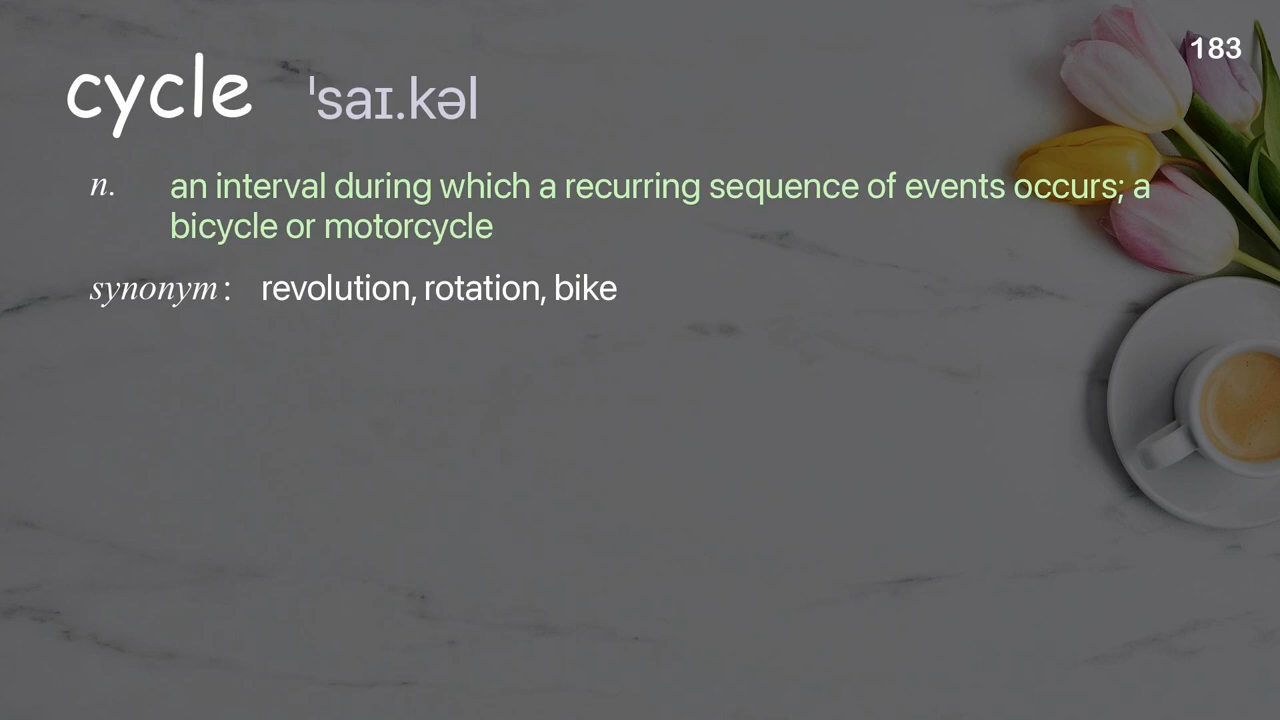 183
cycle ˈsaɪ.kəl
n. an interval during which a recurring sequence of events occurs; a
bicycle or motorcycle
synonym: revolution, rotation, bike